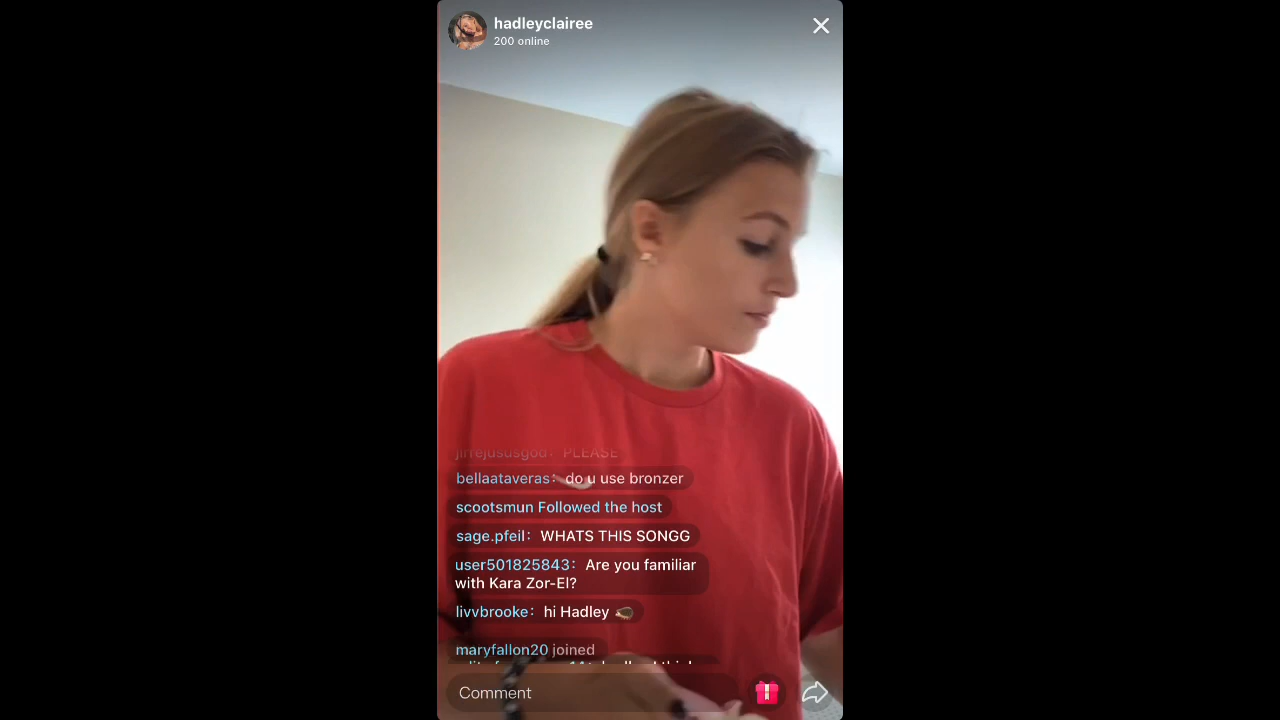 hadleyclairee
200 online
PLEASE
bellaataveras: do u use bronzer
scootsmun Followed the host
sage.pfeil: WHATS THIS SONGG
user501825843: Are you familiar
with Kara Zor-El?
livvbrooke: hi Hadley
maryfallon20 joined
Comment